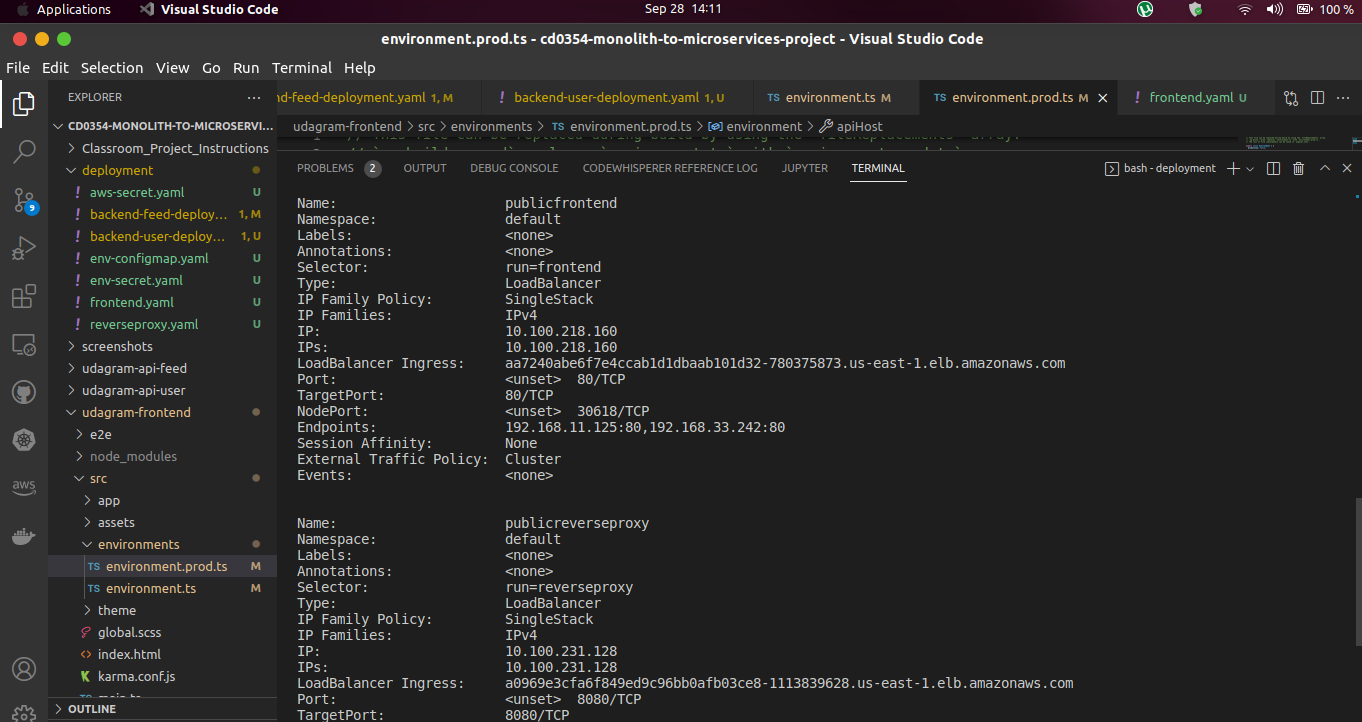 Applications Visual Studio Code Sep 28 14:11 100 %
environment.prod.ts - cd0354-monolith-to-microservices-project - Visual Studio Code
File Edit Selection View Go Run Terminal Help
EXPLORER
CD0354-MONOLITH-TO-MICROSERVI...
Classroom_Project_Instructions
deployment
! aws-secret.yaml U
! backend-feed-deploy... 1, M
! backend-user-deploy... 1, U
! env-configmap.yaml U
! env-secret.yaml U
! frontend.yaml U
! reverseproxy.yaml U
screenshots
udagram-api-feed
udagram-api-user
udagram-frontend
e2e
node_modules
src
app
assets
environments
TS environment.prod.ts M
TS environment.ts M
theme
global.scss
index.html
karma.conf.js
OUTLINE
9
aws
nd-feed-deployment.yaml 1, M ! backend-user-deployment.yaml 1, U TS environment.ts M TS environment.prod.ts M ! frontend.yaml U
udagram-frontend > src > environments > TS environment.prod.ts > environment > apiHost
PROBLEMS 2 OUTPUT DEBUG CONSOLE CODEWHISPERER REFERENCE LOG JUPYTER TERMINAL bash - deployment
Name: publicfrontend
Namespace: default
Labels: <none>
Annotations: <none>
Selector: run=frontend
Type: LoadBalancer
IP Family Policy: SingleStack
IP Families: IPv4
IP: 10.100.218.160
IPs: 10.100.218.160
LoadBalancer Ingress: aa7240abe6f7e4ccab1d1dbaab101d32-780375873.us-east-1.elb.amazonaws.com
Port: <unset> 80/TCP
TargetPort: 80/TCP
NodePort: <unset> 30618/TCP
Endpoints: 192.168.11.125:80,192.168.33.242:80
Session Affinity: None
External Traffic Policy: Cluster
Events: <none>
Name: publicreverseproxy
Namespace: default
Labels: <none>
Annotations: <none>
Selector: run=reverseproxy
Type: LoadBalancer
IP Family Policy: SingleStack
IP Families: IPv4
IP: 10.100.231.128
IPs: 10.100.231.128
LoadBalancer Ingress: a0969e3cfa6f849ed9c96bb0afb03ce8-1113839628.us-east-1.elb.amazonaws.com
Port: <unset> 8080/TCP
TargetPort: 8080/TCP